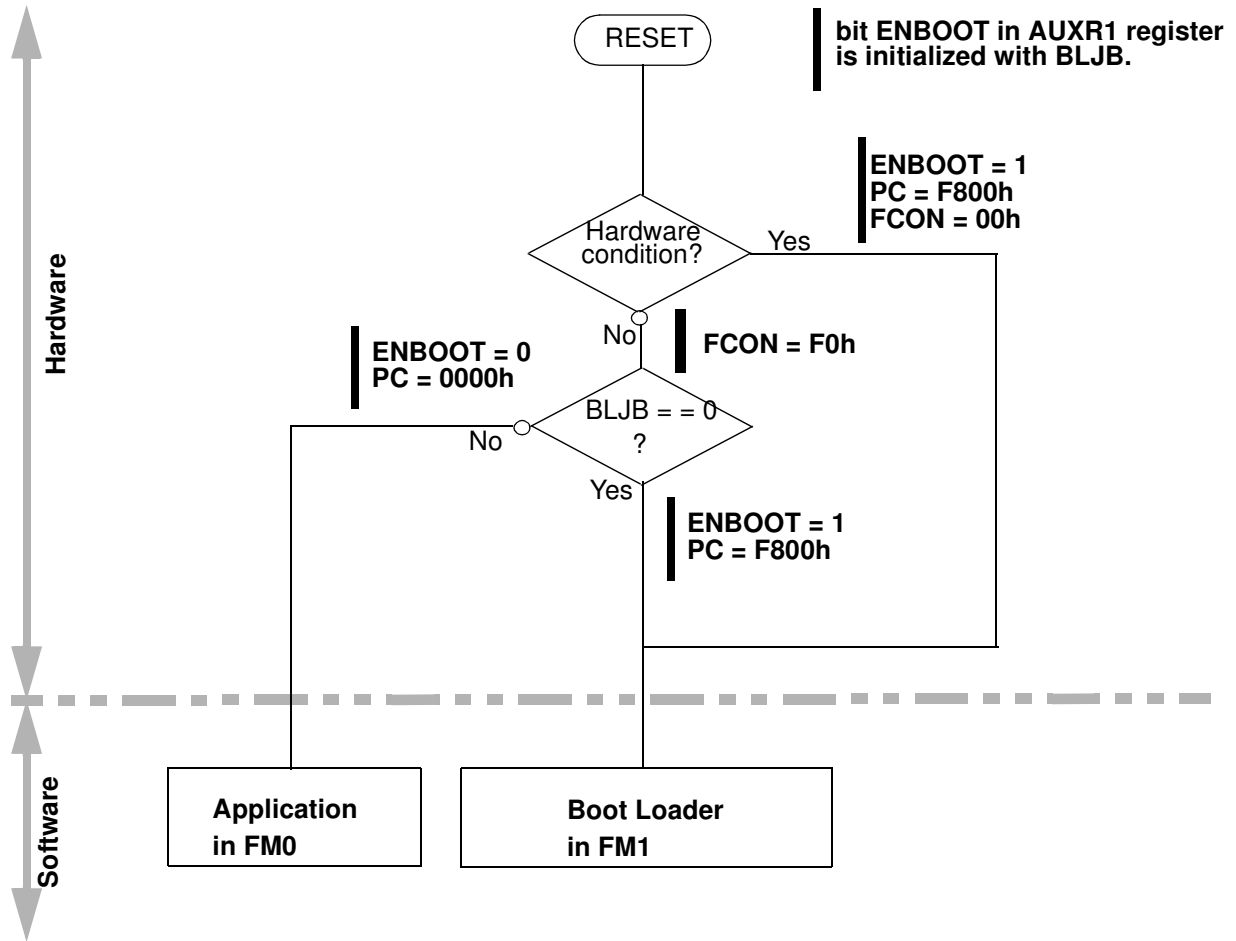 RESET
bit ENBOOT in AUXR1 register
is initialized with BLJB.
ENBOOT = 1
PC = F800h
FCON = 00h
Hardware
condition?
Yes
No
FCON = F0h
ENBOOT = 0
PC = 0000h
BLJB = = 0
?
No
Yes
ENBOOT = 1
PC = F800h
Hardware
Software
Application
in FM0
Boot Loader
in FM1